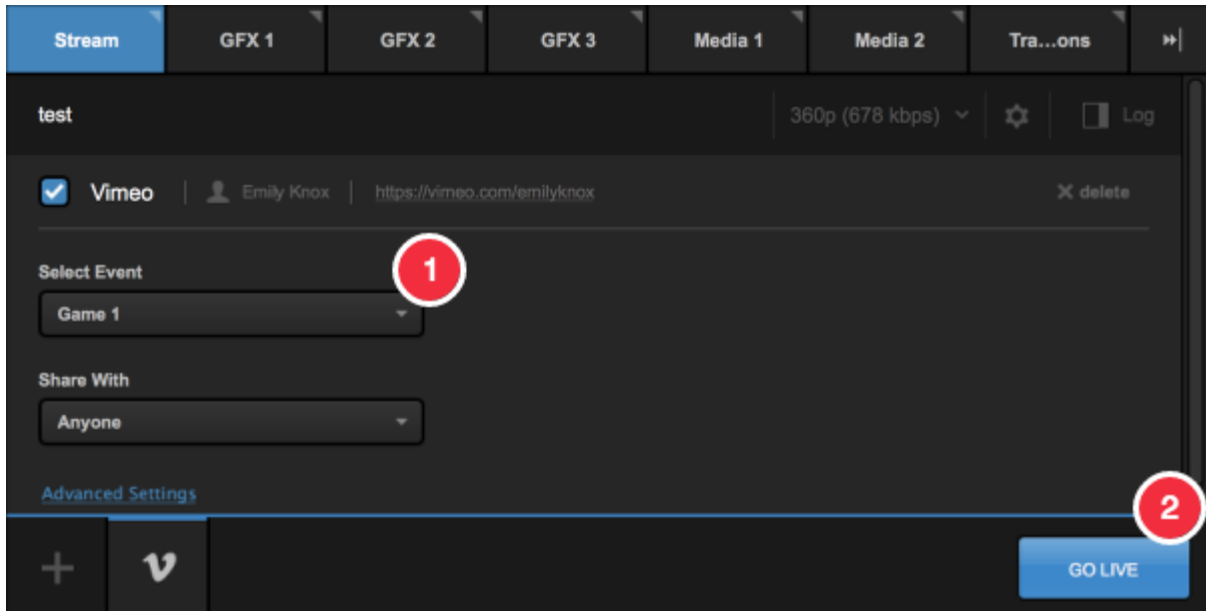 Stream GFX 1 GFX 2 GFX 3 Media 1 Media 2 Tra...ons
test 360p (678 kbps) Log
Vimeo Emily Knox https://vimeo.com/emilyknox delete
1
Select Event
Game 1
Share With
Anyone
Advanced Settings
2
GO LIVE